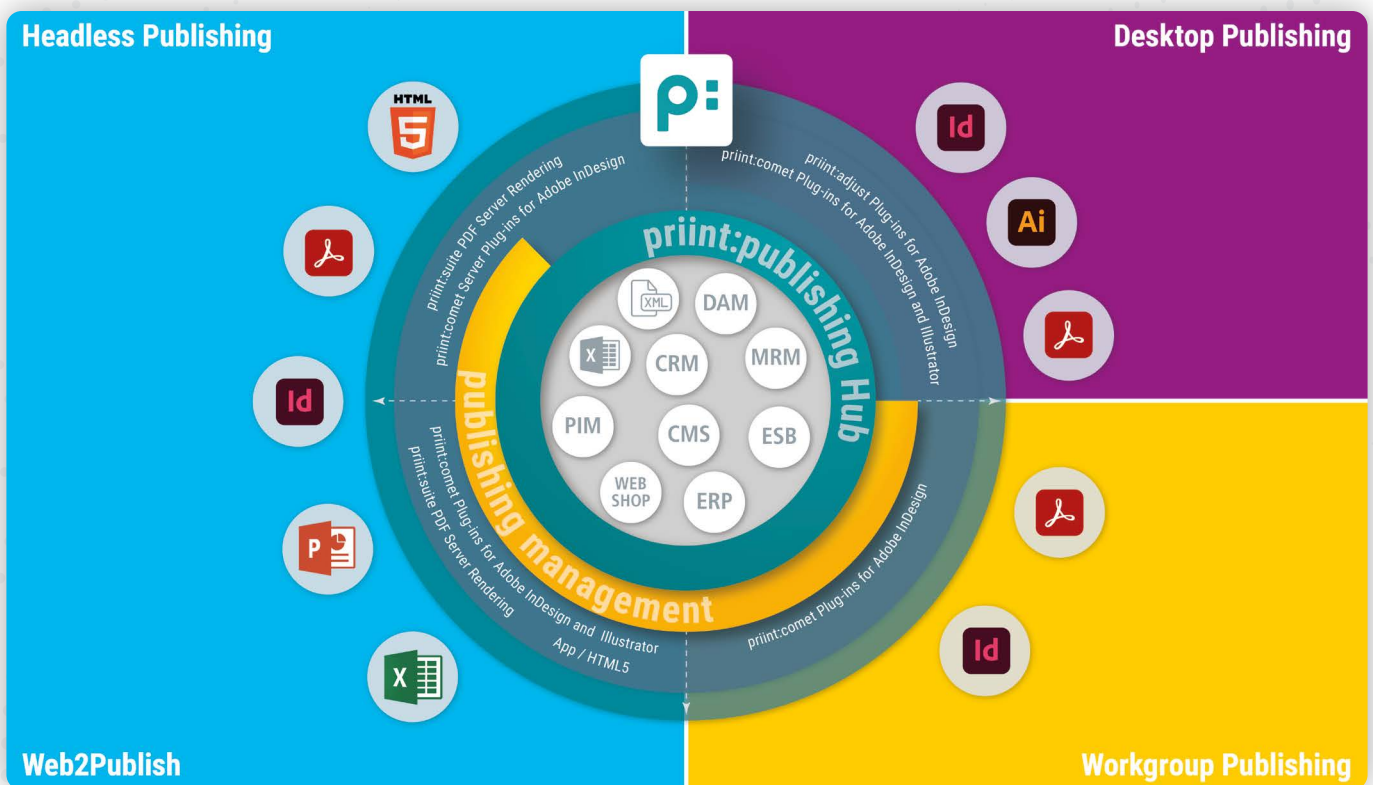 Headless Publishing
Desktop Publishing
p:
HTML
5
Id
Ai
priint:suite PDF Server Rendering
priint:comet Server Plug-ins for Adobe InDesign
priint:adjust Plug-ins for Adobe InDesign
priint:comet Plug-ins for Adobe InDesign and Illustrator
priint:publishing Hub
XML
DAM
X
CRM
MRM
PIM
CMS
ESB
WEB
SHOP
ERP
publishing management
Id
P
X
priint:comet Plug-ins for Adobe InDesign and Illustrator
priint:suite PDF Server Rendering
App / HTML5
priint:comet Plug-ins for Adobe InDesign
Id
Web2Publish
Workgroup Publishing